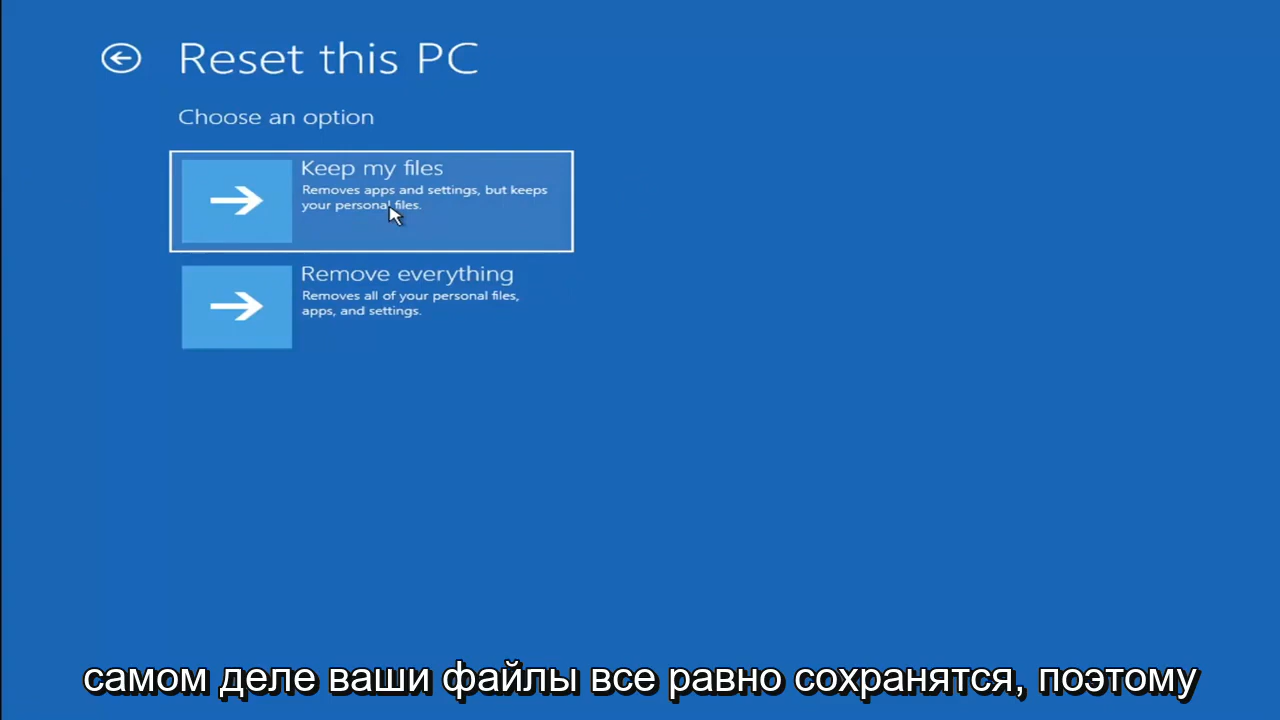 Reset this PC
Choose an option
Keep my files
Removes apps and settings, but keeps
your personal files.
Remove everything
Removes all of your personal files,
apps, and settings.
самом деле ваши файлы все равно сохранятся, поэтому